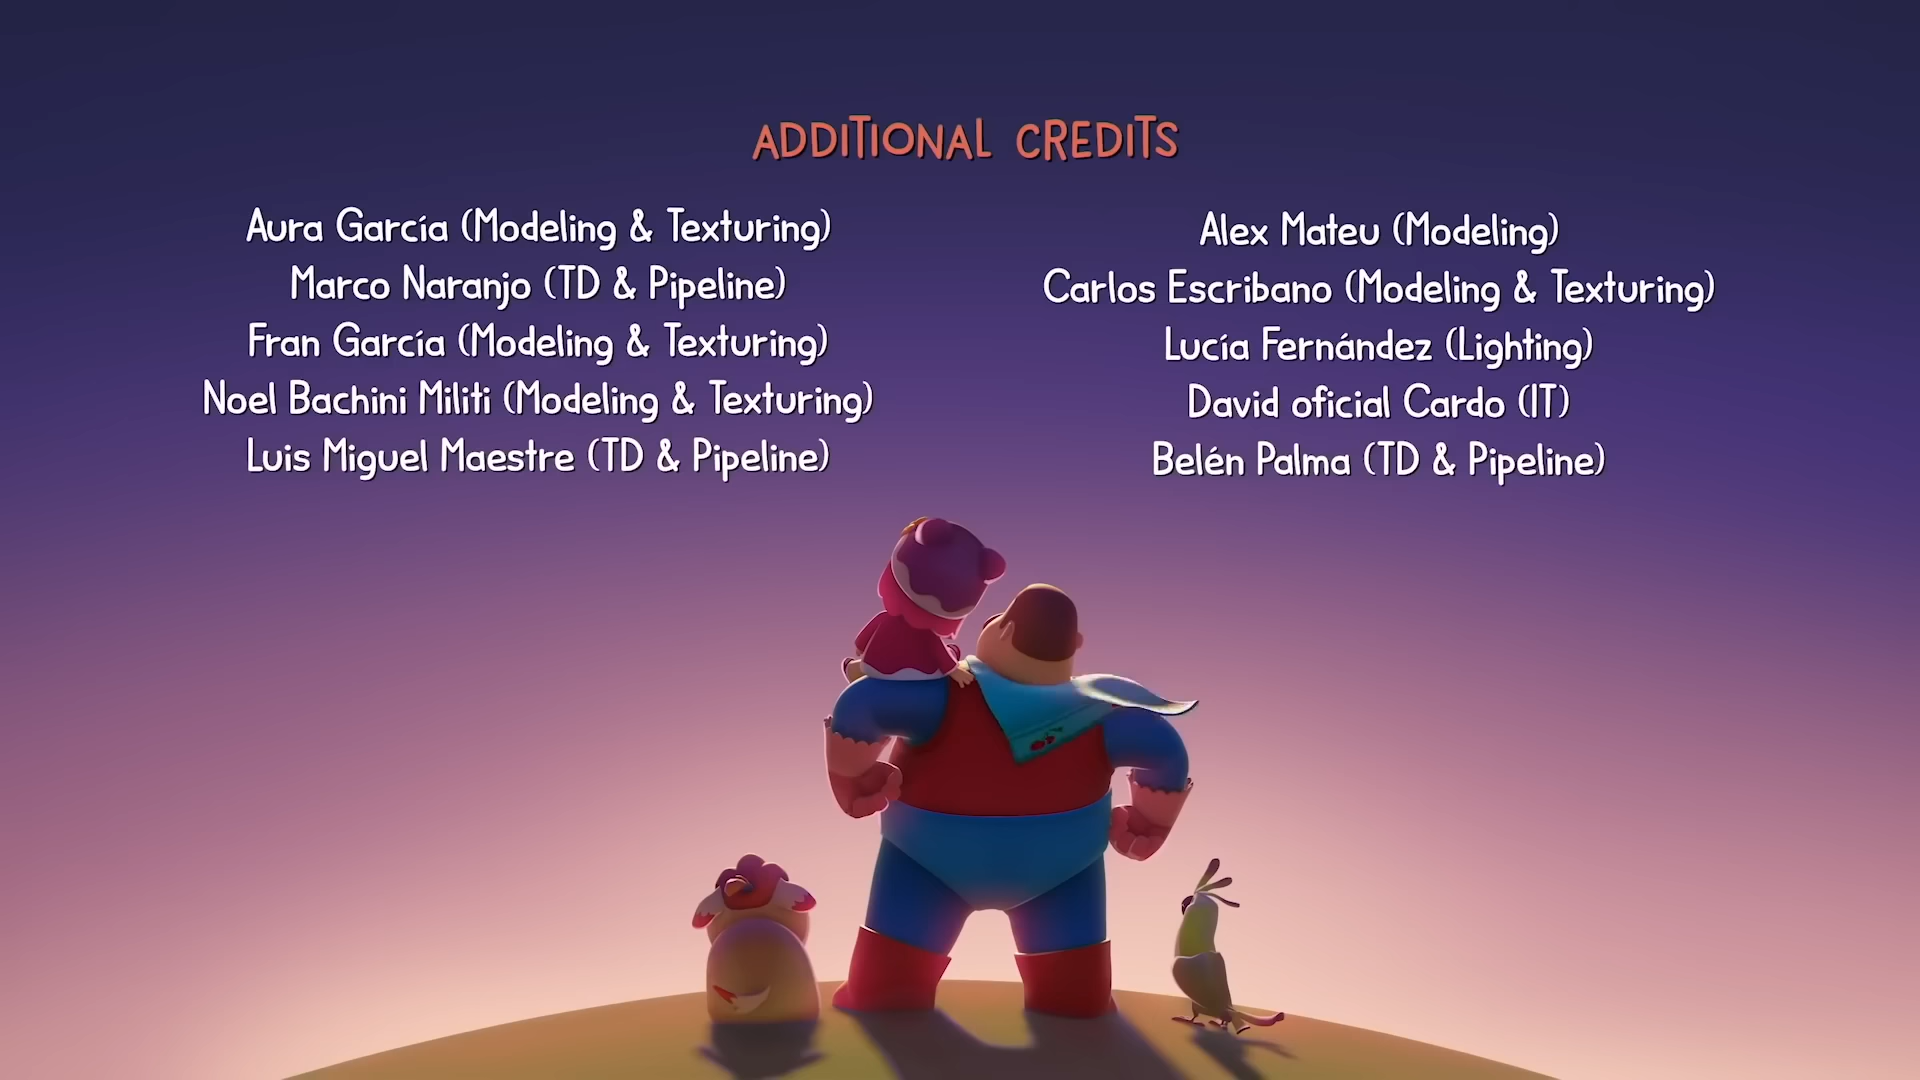 ADDITIONAL CREDITS
Aura García (Modeling & Texturing)
Marco Naranjo (TD & Pipeline)
Fran García (Modeling & Texturing)
Noel Bachini Militi (Modeling & Texturing)
Luis Miguel Maestre (TD & Pipeline)
Alex Mateu (Modeling)
Carlos Escribano (Modeling & Texturing)
Lucía Fernández (Lighting)
David oficial Cardo (IT)
Belén Palma (TD & Pipeline)